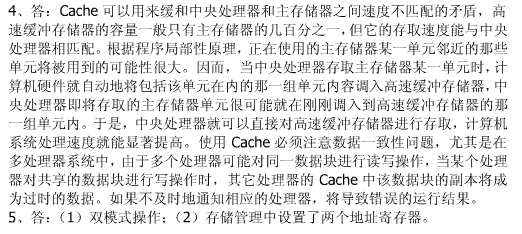 4、答：Cache 可以用来缓和中央处理器和主存储器之间速度不匹配的矛盾，高
速缓冲存储器的容量一般只有主存储器的几百分之一，但它的存取速度能与中央
处理器相匹配。根据程序局部性原理，正在使用的主存储器某一单元邻近的那些
单元将被用到的可能性很大。因而，当中央处理器存取主存储器某一单元时，计
算机硬件就自动地将包括该单元在内的那一组单元内容调入高速缓冲存储器，中
央处理器即将存取的主存储器单元很可能就在刚刚调入到高速缓冲存储器的那
一组单元内。于是，中央处理器就可以直接对高速缓冲存储器进行存取，计算机
系统处理速度就能显著提高。使用 Cache 必须注意数据一致性问题，尤其是在
多处理器系统中，由于多个处理器可能对同一数据块进行读写操作，当某个处理
器对共享的数据块进行写操作时，其它处理器的 Cache 中该数据块的副本将成
为过时的数据。如果不及时地通知相应的处理器，将导致错误的运行结果。
5、答：（1）双模式操作；（2）存储管理中设置了两个地址寄存器。